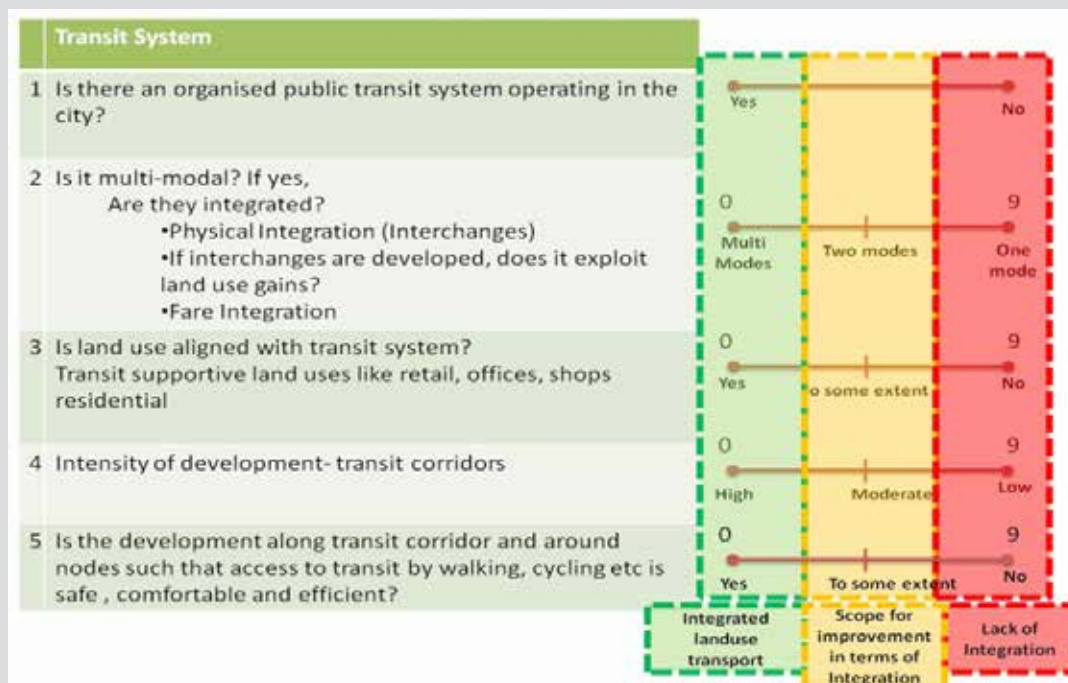 Transit System
1 Is there an organised public transit system operating in the
city?
Yes
No
2 Is it multi-modal? If yes,
Are they integrated?
•Physical Integration (Interchanges)
•If interchanges are developed, does it exploit
land use gains?
•Fare Integration
0
9
Multi
Modes
Two modes
One
mode
3 Is land use aligned with transit system?
Transit supportive land uses like retail, offices, shops
residential
0
9
Yes
o some extent
No
4 Intensity of development- transit corridors
0
9
High
Moderate
Low
5 Is the development along transit corridor and around
nodes such that access to transit by walking, cycling etc is
safe , comfortable and efficient?
0
9
Yes
To some extent
No
Integrated
landuse
transport
Scope for
improvement
in terms of
Integration
Lack of
Integration